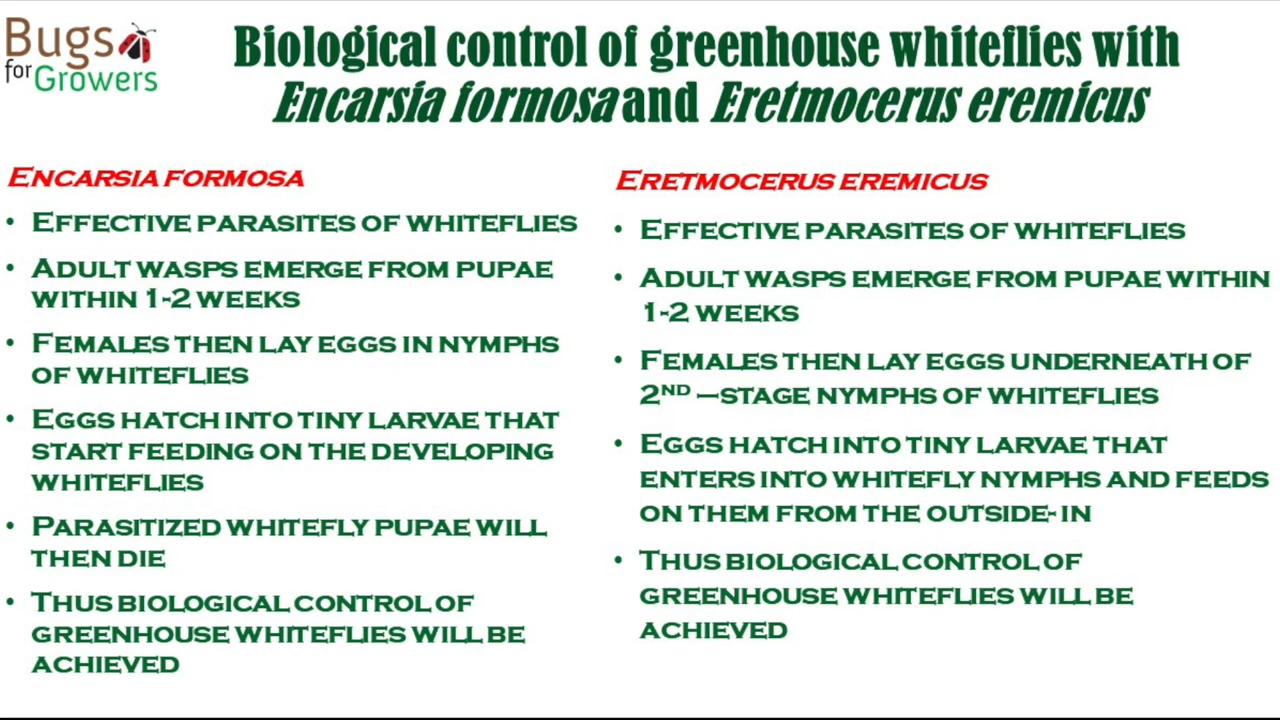 Bugs
for Growers
Biological control of greenhouse whiteflies with
Encarsia formosa and Eretmocerus eremicus
ENCARSIA FORMOSA
• EFFECTIVE PARASITES OF WHITEFLIES
• ADULT WASPS EMERGE FROM PUPAE
WITHIN 1-2 WEEKS
• FEMALES THEN LAY EGGS IN NYMPHS
OF WHITEFLIES
• EGGS HATCH INTO TINY LARVAE THAT
START FEEDING ON THE DEVELOPING
WHITEFLIES
• PARASITIZED WHITEFLY PUPAE WILL
THEN DIE
• THUS BIOLOGICAL CONTROL OF
GREENHOUSE WHITEFLIES WILL BE
ACHIEVED
ERETMOCERUS EREMICUS
• EFFECTIVE PARASITES OF WHITEFLIES
• ADULT WASPS EMERGE FROM PUPAE WITHIN
1-2 WEEKS
• FEMALES THEN LAY EGGS UNDERNEATH OF
2ND –STAGE NYMPHS OF WHITEFLIES
• EGGS HATCH INTO TINY LARVAE THAT
ENTERS INTO WHITEFLY NYMPHS AND FEEDS
ON THEM FROM THE OUTSIDE- IN
• THUS BIOLOGICAL CONTROL OF
GREENHOUSE WHITEFLIES WILL BE
ACHIEVED